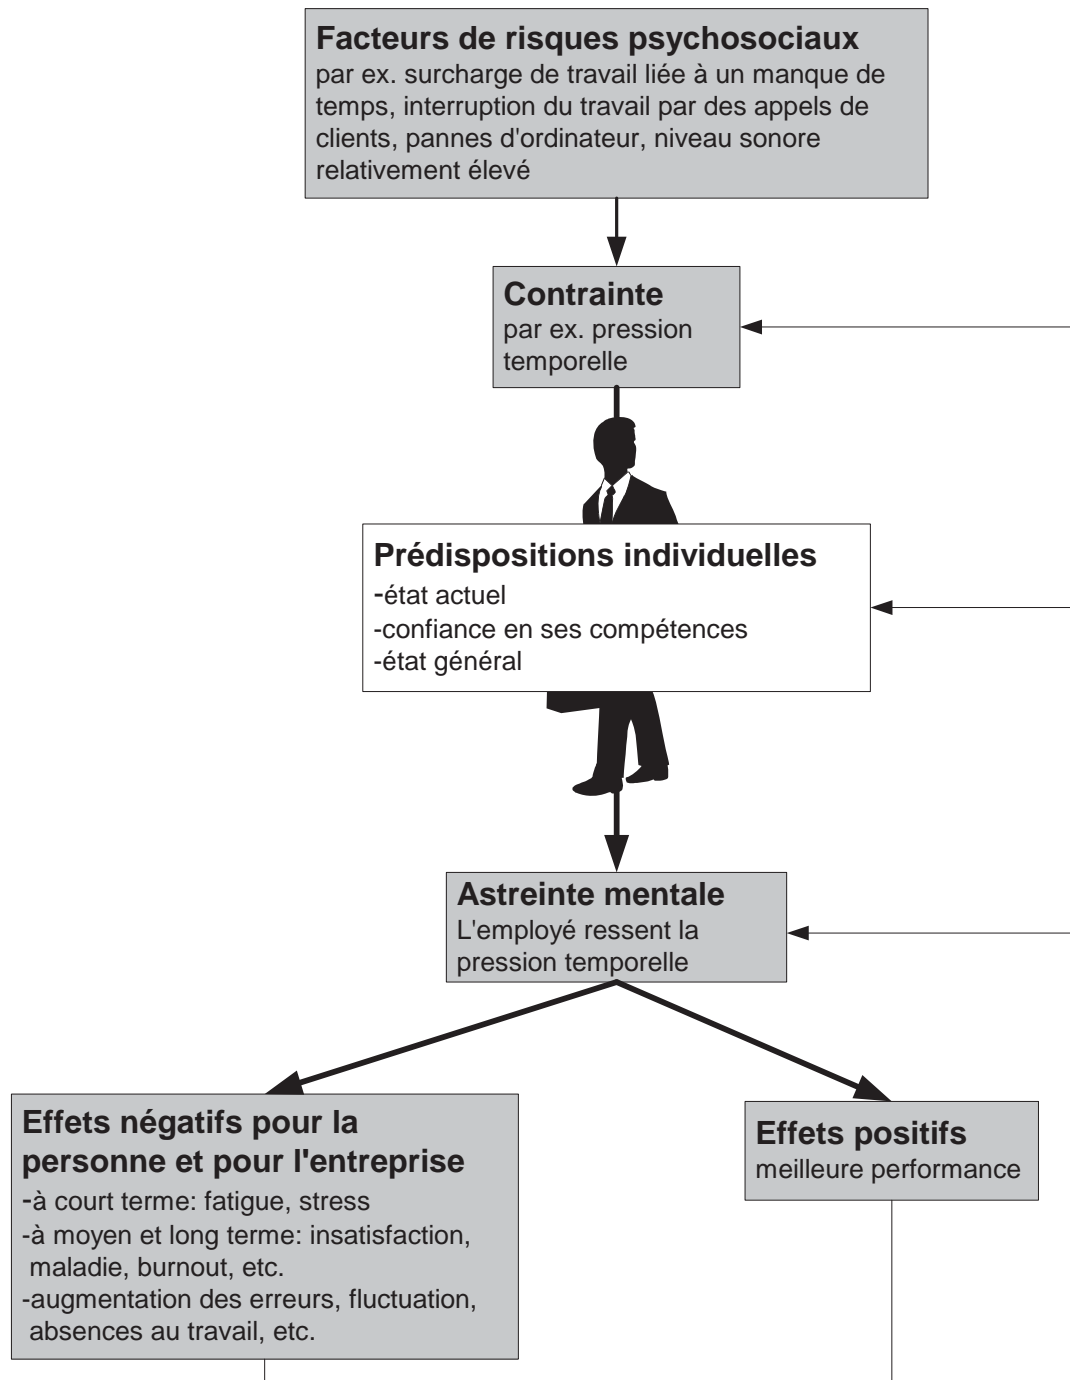 Facteurs de risques psychosociaux
par ex. surcharge de travail liée à un manque de
temps, interruption du travail par des appels de
clients, pannes d'ordinateur, niveau sonore
relativement élevé
Contrainte
par ex. pression
temporelle
Prédispositions individuelles
-état actuel
-confiance en ses compétences
-état général
Astreinte mentale
L'employé ressent la
pression temporelle
Effets négatifs pour la
personne et pour l'entreprise
-à court terme: fatigue, stress
-à moyen et long terme: insatisfaction,
maladie, burnout, etc.
-augmentation des erreurs, fluctuation,
absences au travail, etc.
Effets positifs
meilleure performance